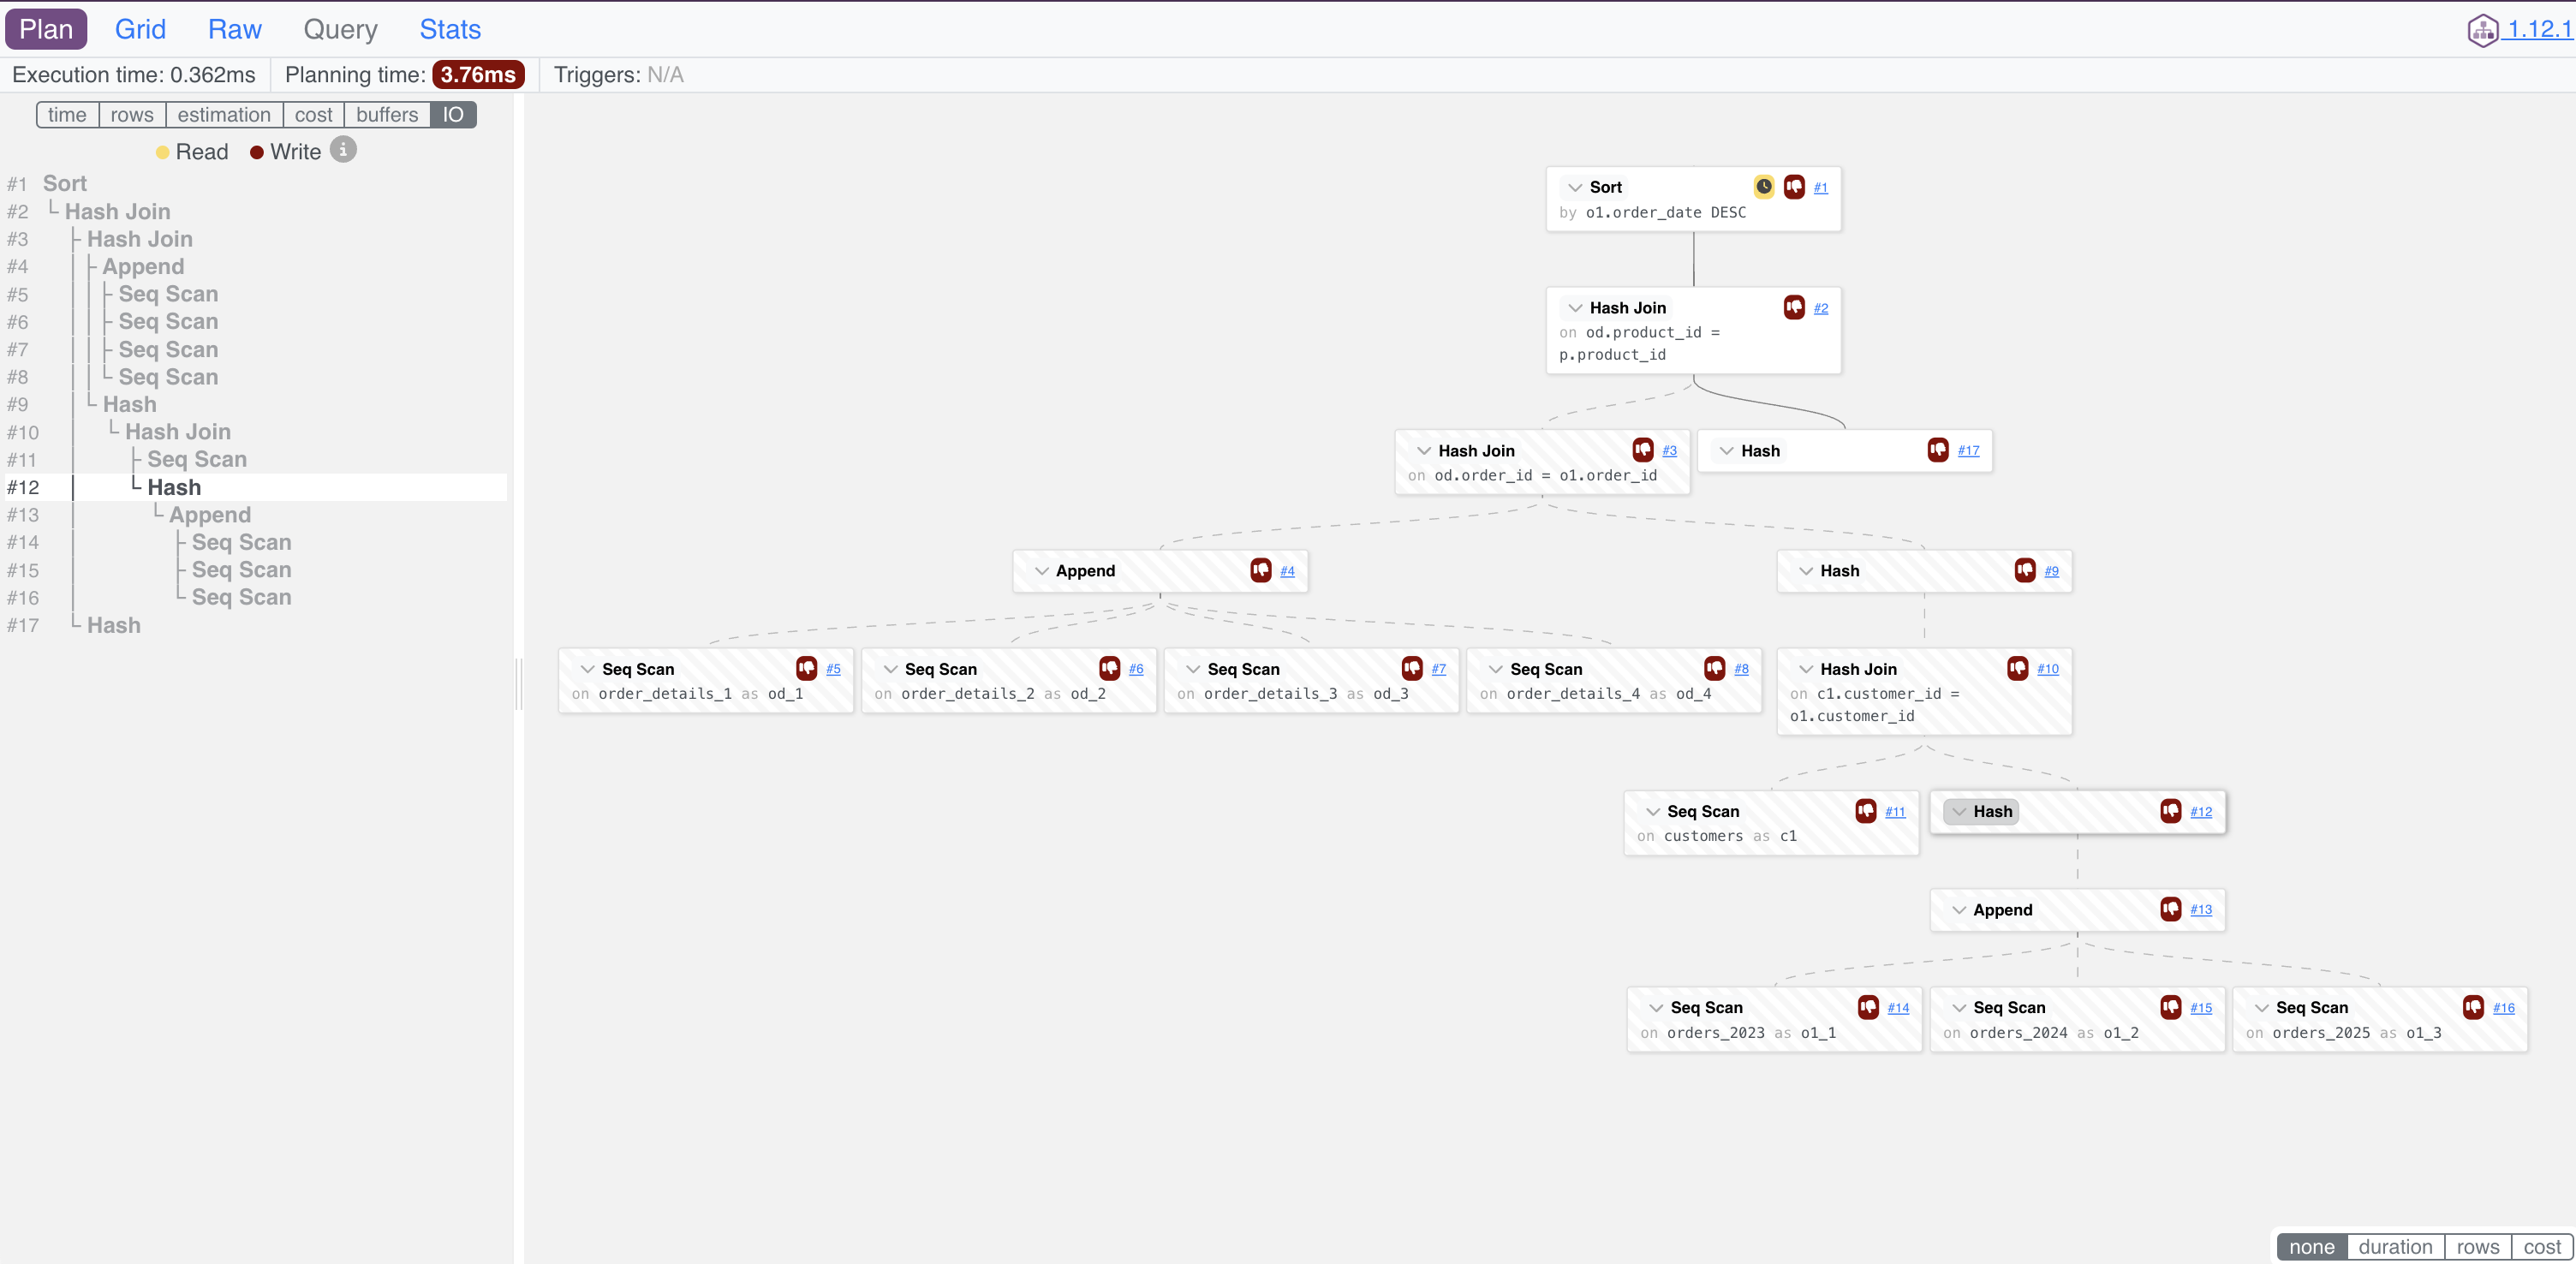 Plan Grid Raw Query Stats 1.12.1
Execution time: 0.362ms Planning time: 3.76ms Triggers: N/A
time rows estimation cost buffers IO
Read Write i
#1 Sort
#2 Hash Join
#3 Hash Join
#4 Append
#5 Seq Scan
#6 Seq Scan
#7 Seq Scan
#8 Seq Scan
#9 Hash
#10 Hash Join
#11 Seq Scan
#12 Hash
#13 Append
#14 Seq Scan
#15 Seq Scan
#16 Seq Scan
#17 Hash
Sort #1
by o1.order_date DESC
Hash Join #2
on od.product_id =
p.product_id
Hash Join #3
on od.order_id = o1.order_id
Hash #17
Append #4
Hash #9
Seq Scan #5
on order_details_1 as od_1
Seq Scan #6
on order_details_2 as od_2
Seq Scan #7
on order_details_3 as od_3
Seq Scan #8
on order_details_4 as od_4
Hash Join #10
on c1.customer_id =
o1.customer_id
Seq Scan #11
on customers as c1
Hash #12
Append #13
Seq Scan #14
on orders_2023 as o1_1
Seq Scan #15
on orders_2024 as o1_2
Seq Scan #16
on orders_2025 as o1_3
none duration rows cost